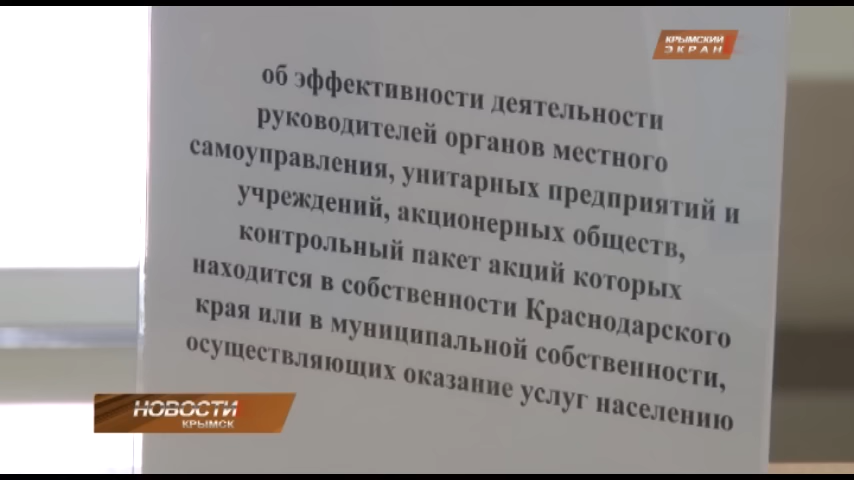 КРЫМСКИЙ
ЭКРАН
об эффективности деятельности
руководителей органов местного
самоуправления, унитарных предприятий и
учреждений, акционерных обществ,
контрольный пакет акций которых
находится в собственности Краснодарского
края или в муниципальной собственности,
осуществляющих оказание услуг населению
НОВОСТИ
КРЫМСК